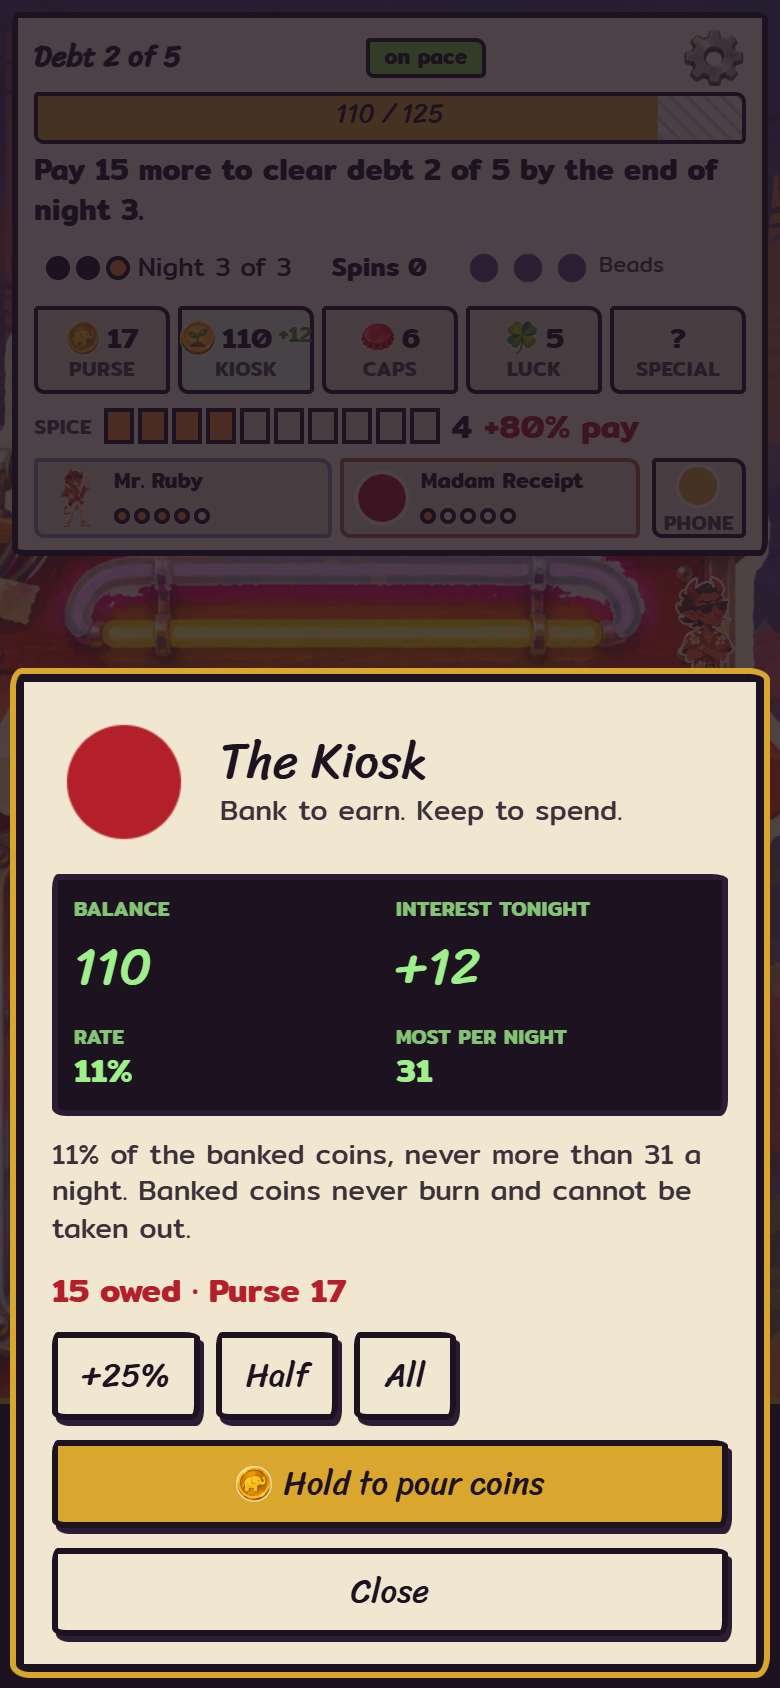 Debt 2 of 5
on pace
110 / 125
Pay 15 more to clear debt 2 of 5 by the end of
night 3.
Night 3 of 3
Spins 0
Beads
17
PURSE
110 +12
KIOSK
6
CAPS
5
LUCK
?
SPECIAL
SPICE
4 +80% pay
Mr. Ruby
Madam Receipt
PHONE
The Kiosk
Bank to earn. Keep to spend.
BALANCE
110
INTEREST TONIGHT
+12
RATE
11%
MOST PER NIGHT
31
11% of the banked coins, never more than 31 a
night. Banked coins never burn and cannot be
taken out.
15 owed · Purse 17
+25%
Half
All
Hold to pour coins
Close